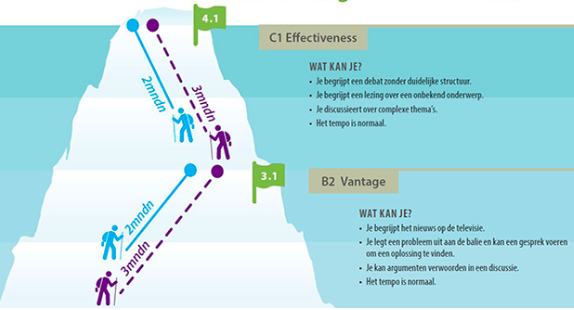 4.1
C1 Effectiveness
WAT KAN JE?
• Je begrijpt een debat zonder duidelijke structuur.
• Je begrijpt een lezing over een onbekend onderwerp.
• Je discussieert over complexe thema's.
• Het tempo is normaal.
2mndn
3mndn
3.1
B2 Vantage
WAT KAN JE?
• Je begrijpt het nieuws op de televisie.
• Je legt een probleem uit aan de balie en kan een gesprek voeren
om een oplossing te vinden.
• Je kan argumenten verwoorden in een discussie.
• Het tempo is normaal.
2mndn
3mndn